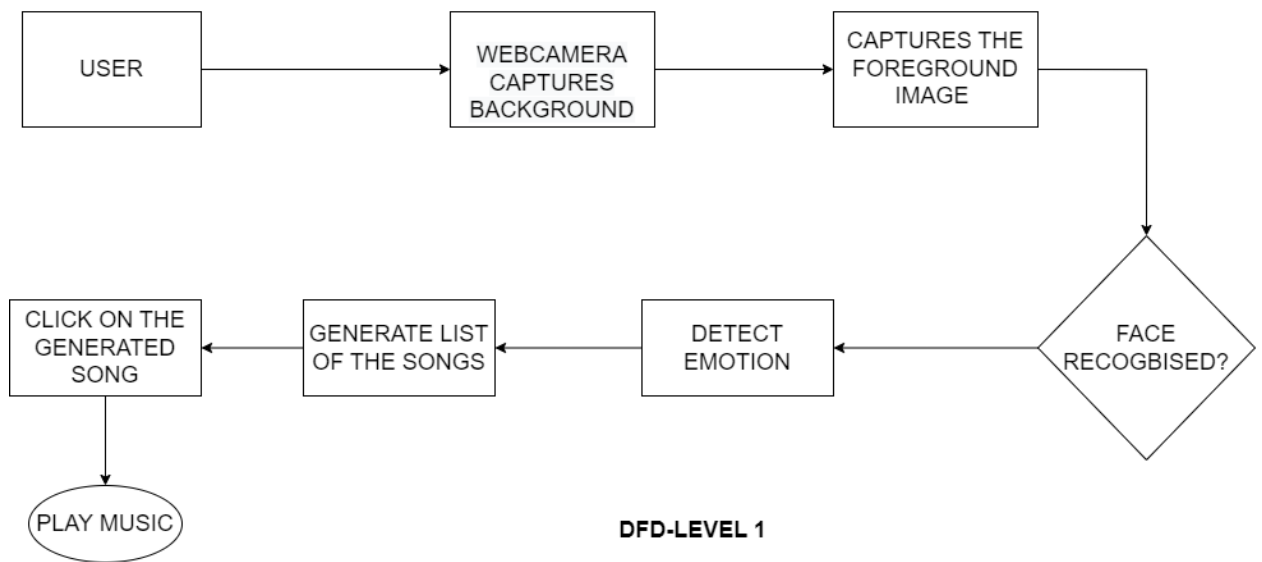 USER
WEBCAMERA
CAPTURES
BACKGROUND
CAPTURES THE
FOREGROUND
IMAGE
FACE
RECOGBISED?
DETECT
EMOTION
GENERATE LIST
OF THE SONGS
CLICK ON THE
GENERATED
SONG
PLAY MUSIC
DFD-LEVEL 1